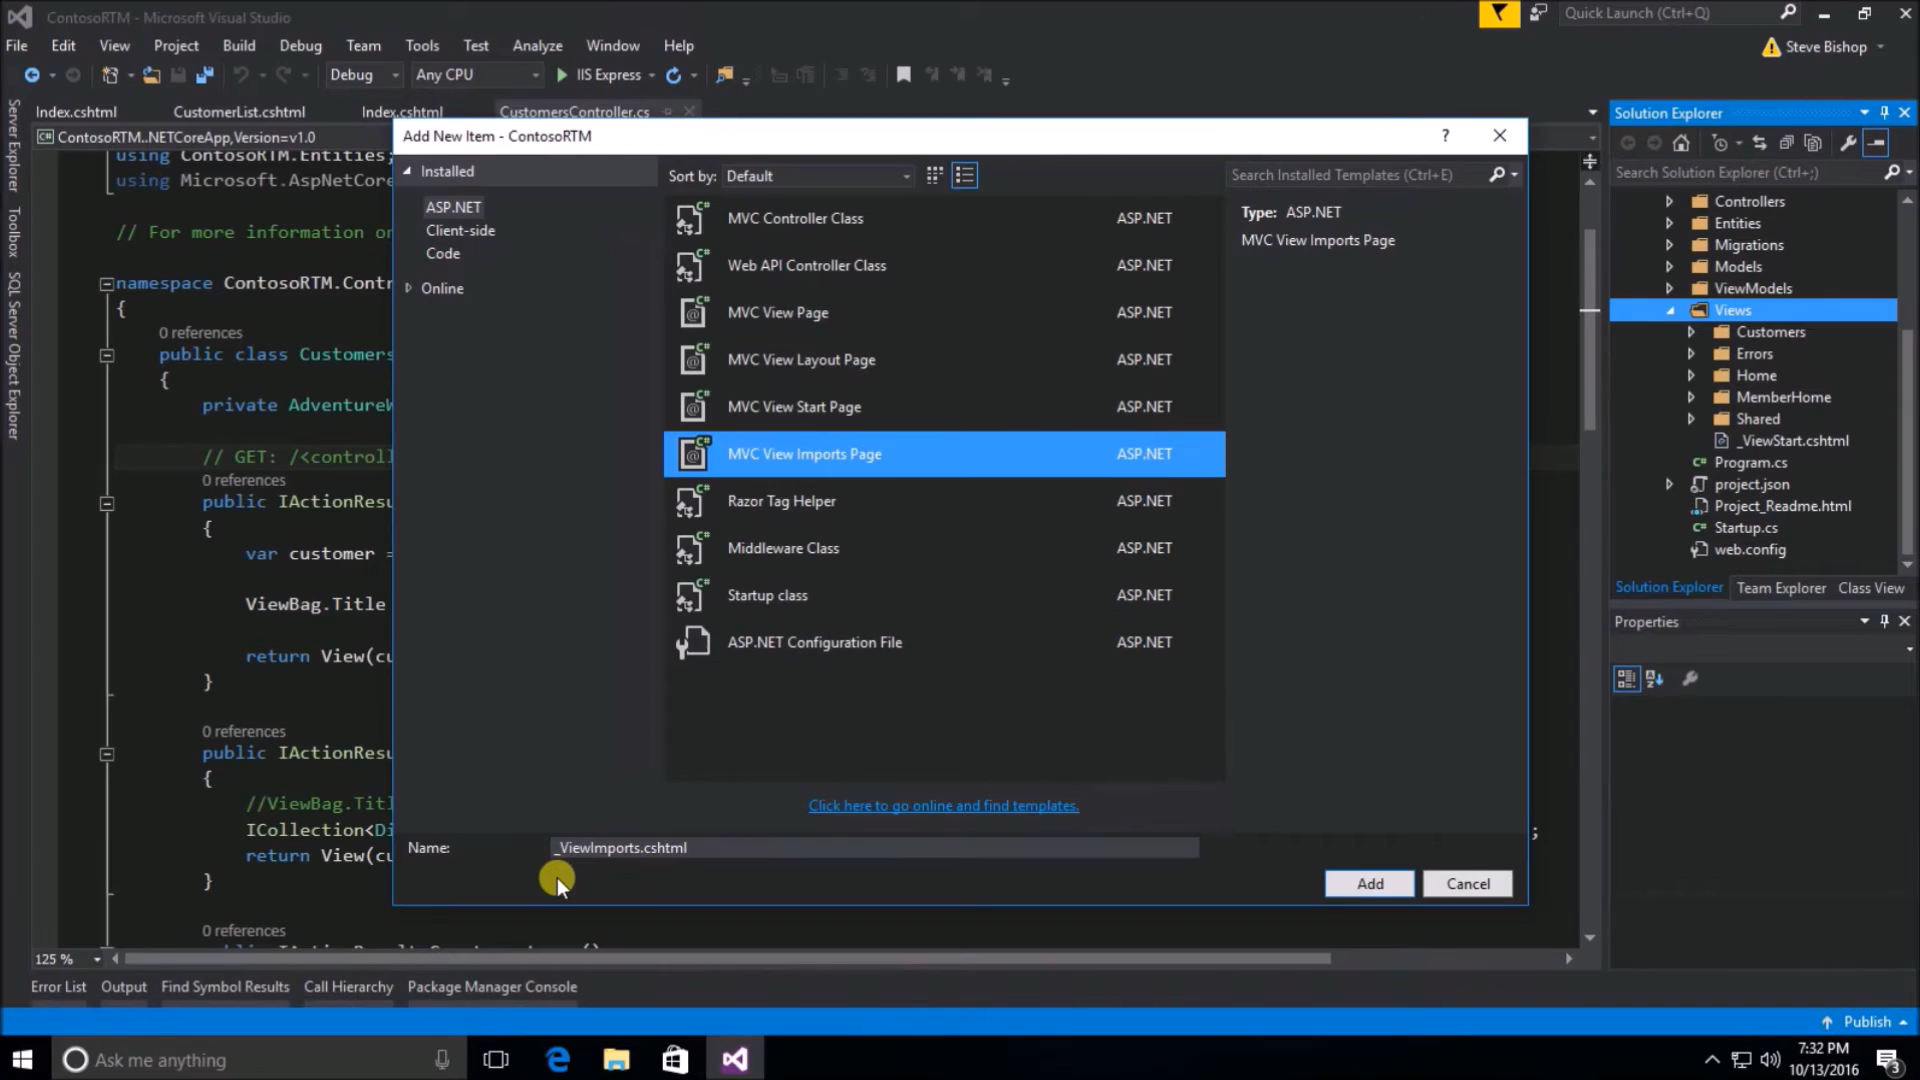 ContosoRTM - Microsoft Visual Studio
Quick Launch (Ctrl+Q)
File Edit View Project Build Debug Team Tools Test Analyze Window Help
Steve Bishop
Debug Any CPU IIS Express
Index.cshtml CustomerList.cshtml Index.cshtml CustomersController.cs
Server Explorer
Toolbox
SQL Server Object Explorer
ContosoRTM..NETCoreApp,Version=v1.0
using ContosoRTM.Entities;
using Microsoft.AspNetCore
// For more information on
namespace ContosoRTM.Contr
{
0 references
public class Customers
{
private AdventureW
// GET: /<controll
0 references
public IActionResu
{
var customer =
ViewBag.Title
return View(cu
}
0 references
public IActionResu
{
//ViewBag.Titl
ICollection<Di
return View(cu
;
}
0 references
125 %
Add New Item - ContosoRTM
?
Installed
ASP.NET
Client-side
Code
Online
Sort by: Default
Search Installed Templates (Ctrl+E)
MVC Controller Class ASP.NET
Web API Controller Class ASP.NET
MVC View Page ASP.NET
MVC View Layout Page ASP.NET
MVC View Start Page ASP.NET
MVC View Imports Page ASP.NET
Razor Tag Helper ASP.NET
Middleware Class ASP.NET
Startup class ASP.NET
ASP.NET Configuration File ASP.NET
Type: ASP.NET
MVC View Imports Page
Click here to go online and find templates.
Name: _ViewImports.cshtml
Add Cancel
Solution Explorer
Search Solution Explorer (Ctrl+;)
Controllers
Entities
Migrations
Models
ViewModels
Views
Customers
Errors
Home
MemberHome
Shared
_ViewStart.cshtml
Program.cs
project.json
Project_Readme.html
Startup.cs
web.config
Solution Explorer Team Explorer Class View
Properties
Error List Output Find Symbol Results Call Hierarchy Package Manager Console
Publish
Ask me anything
7:32 PM
10/13/2016
3